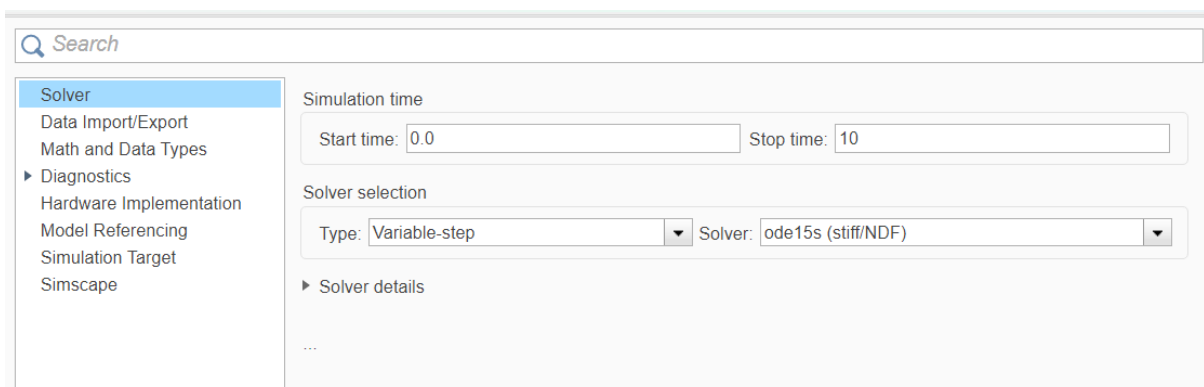 Search
Solver
Data Import/Export
Math and Data Types
Diagnostics
Hardware Implementation
Model Referencing
Simulation Target
Simscape
Simulation time
Start time: 0.0 Stop time: 10
Solver selection
Type: Variable-step Solver: ode15s (stiff/NDF)
Solver details
...